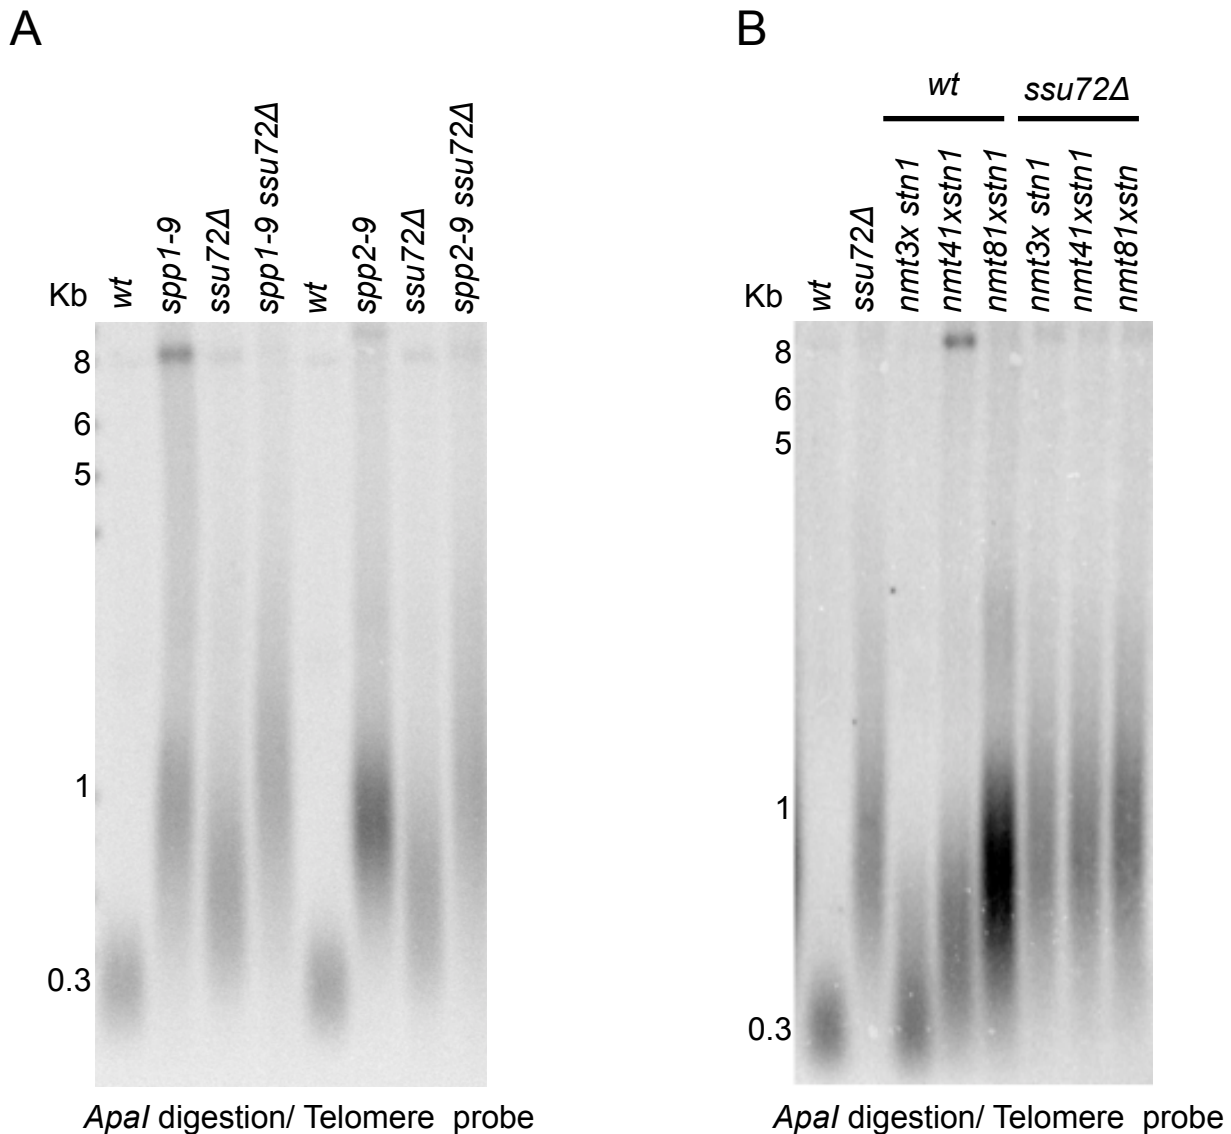 A
Kb
wt
spp1-9
ssu72Δ
spp1-9 ssu72Δ
wt
spp2-9
ssu72Δ
spp2-9 ssu72Δ
8
6
5
1
0.3
ApaI digestion/ Telomere probe
B
wt
ssu72Δ
Kb
wt
ssu72Δ
nmt3x stn1
nmt41xstn1
nmt81xstn1
nmt3x stn1
nmt41xstn1
nmt81xstn
8
6
5
1
0.3
ApaI digestion/ Telomere probe